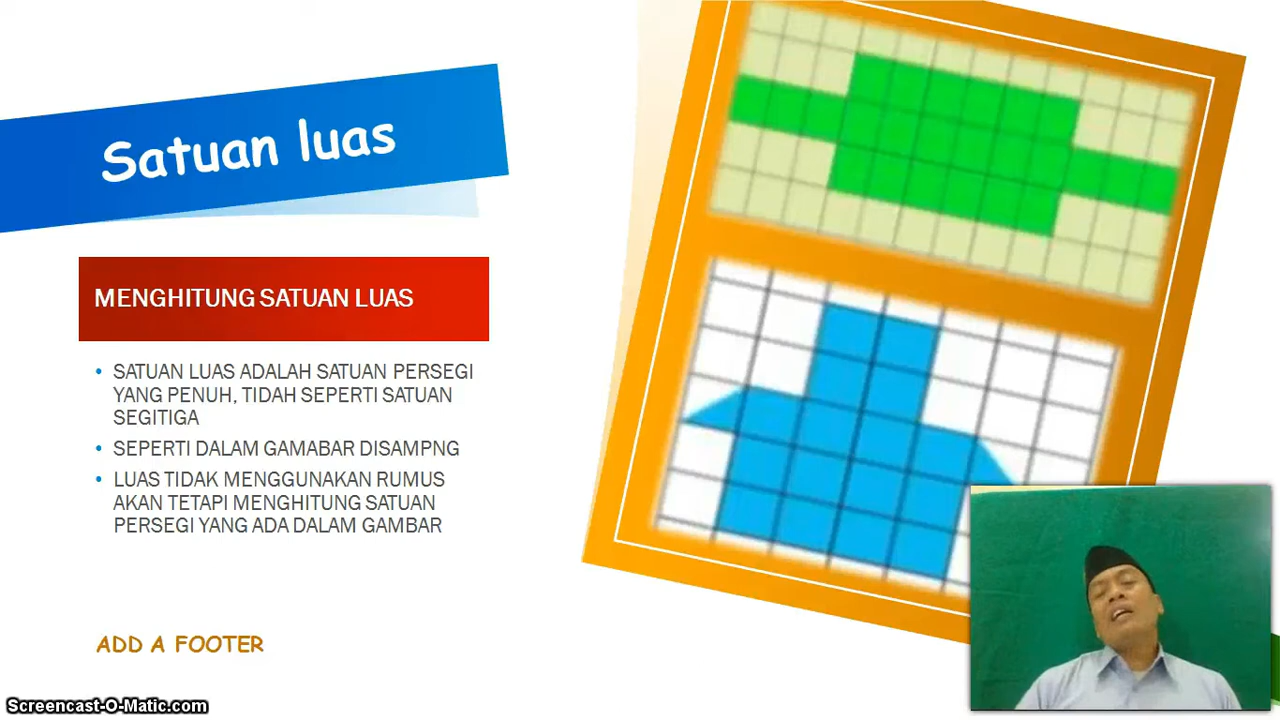 Satuan luas
MENGHITUNG SATUAN LUAS
• SATUAN LUAS ADALAH SATUAN PERSEGI
YANG PENUH, TIDAH SEPERTI SATUAN
SEGITIGA
• SEPERTI DALAM GAMABAR DISAMPNG
• LUAS TIDAK MENGGUNAKAN RUMUS
AKAN TETAPI MENGHITUNG SATUAN
PERSEGI YANG ADA DALAM GAMBAR
ADD A FOOTER
Screencast-O-Matic.com